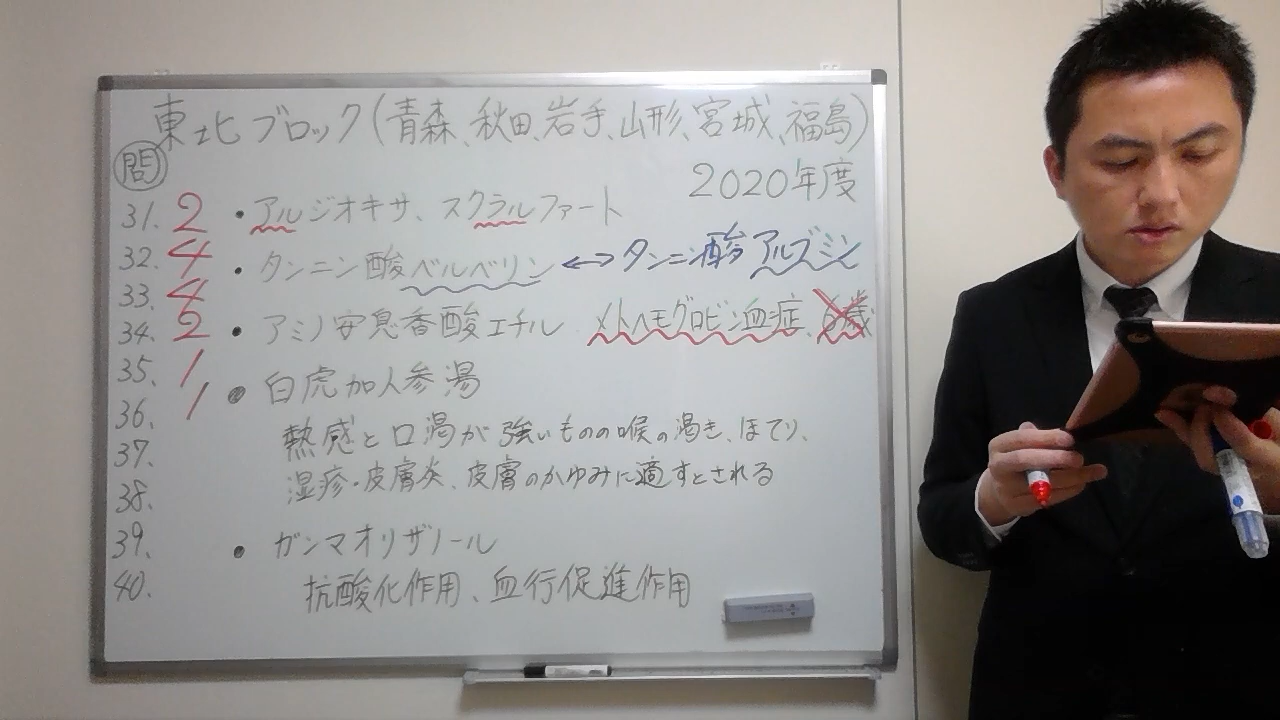 東北ブロック(青森、秋田、岩手、山形、宮城、福島)
2020年度
問
31. 2 ・アルジオキサ、スクラルファート
32. 4 ・タンニン酸ベルベリン ⟷ タンニン酸アルブミン
33. 4
34. 2 ・アミノ安息香酸エチル メトヘモグロビン血症、6歳
35. 1
36. 1 ・白虎加人参湯
37. 熱感と口渇が強いものの喉の渇き、ほてり、
38. 湿疹・皮膚炎、皮膚のかゆみに適すとされる
39. ・ガンマオリザノール
40. 抗酸化作用、血行促進作用